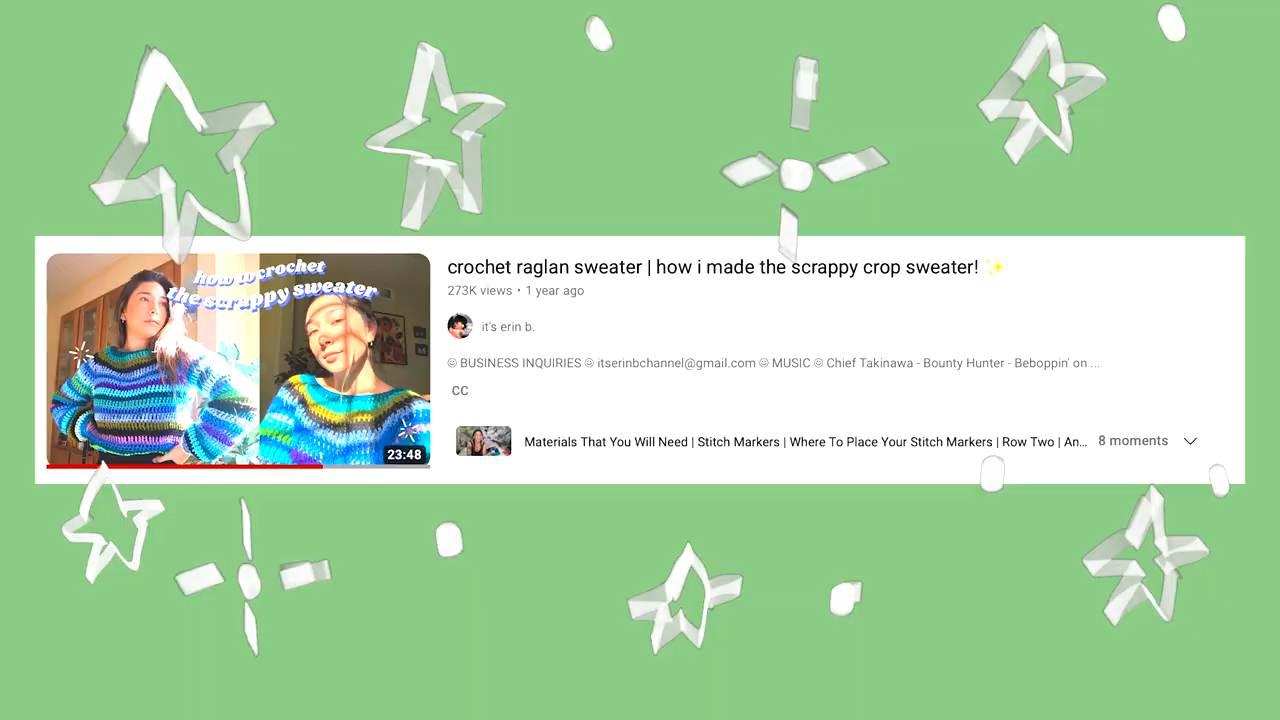 how to crochet
the scrappy sweater
23:48
crochet raglan sweater | how i made the scrappy crop sweater! ✨
273K views • 1 year ago
it's erin b.
☺ BUSINESS INQUIRIES ☺ itserinbchannel@gmail.com ☺ MUSIC ☺ Chief Takinawa - Bounty Hunter - Beboppin' on ...
CC
Materials That You Will Need | Stitch Markers | Where To Place Your Stitch Markers | Row Two | An... 8 moments